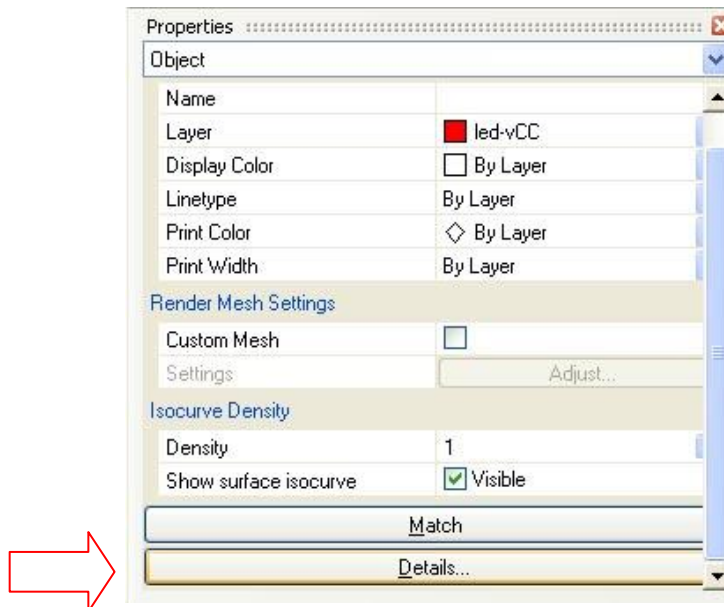 Properties
Object
Name
Layer led-vCC
Display Color By Layer
Linetype By Layer
Print Color By Layer
Print Width By Layer
Render Mesh Settings
Custom Mesh
Settings Adjust...
Isocurve Density
Density 1
Show surface isocurve Visible
Match
Details...